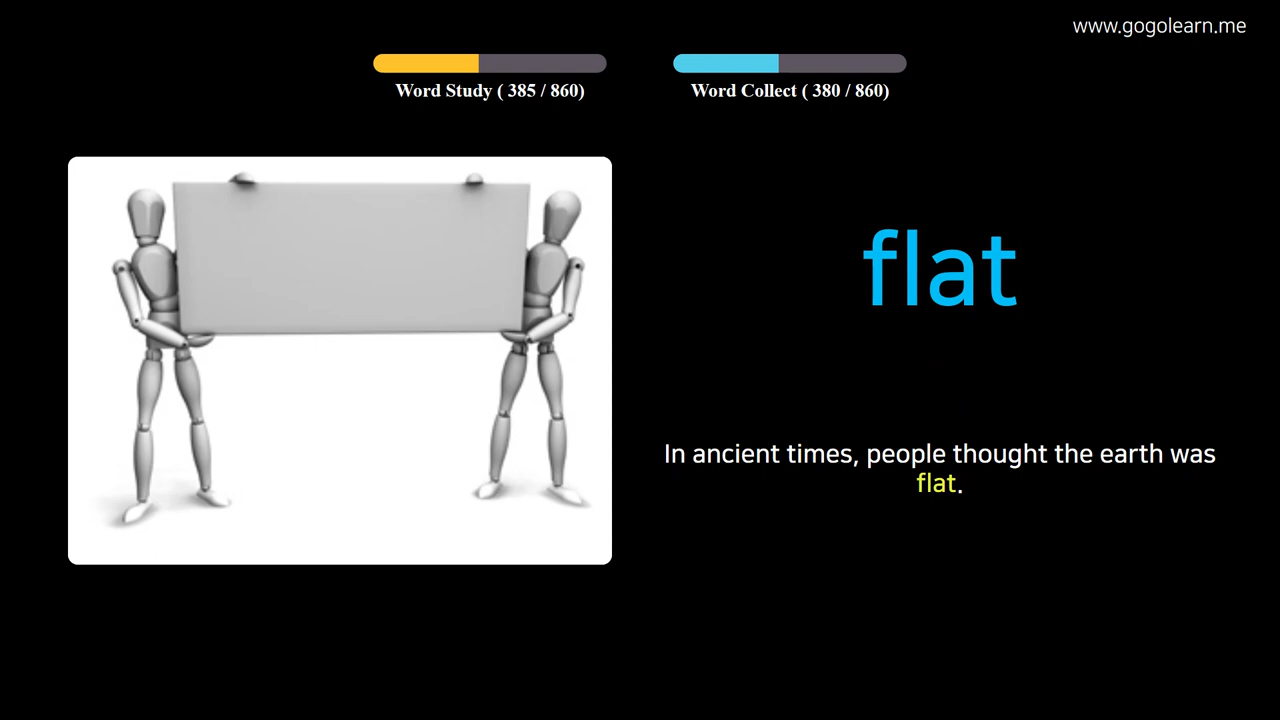 www.gogolearn.me
Word Study ( 385 / 860)
Word Collect ( 380 / 860)
flat
In ancient times, people thought the earth was
flat.